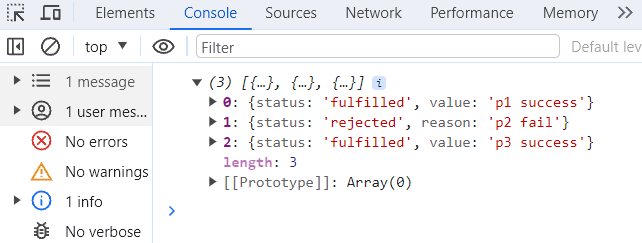 Elements Console Sources Network Performance Memory »
top ▼ Filter Default lev
1 message
1 user mes...
No errors
No warnings
1 info
No verbose
▼ (3) [{…}, {…}, {…}] i
▶ 0: {status: 'fulfilled', value: 'p1 success'}
▶ 1: {status: 'rejected', reason: 'p2 fail'}
▶ 2: {status: 'fulfilled', value: 'p3 success'}
length: 3
▶ [[Prototype]]: Array(0)